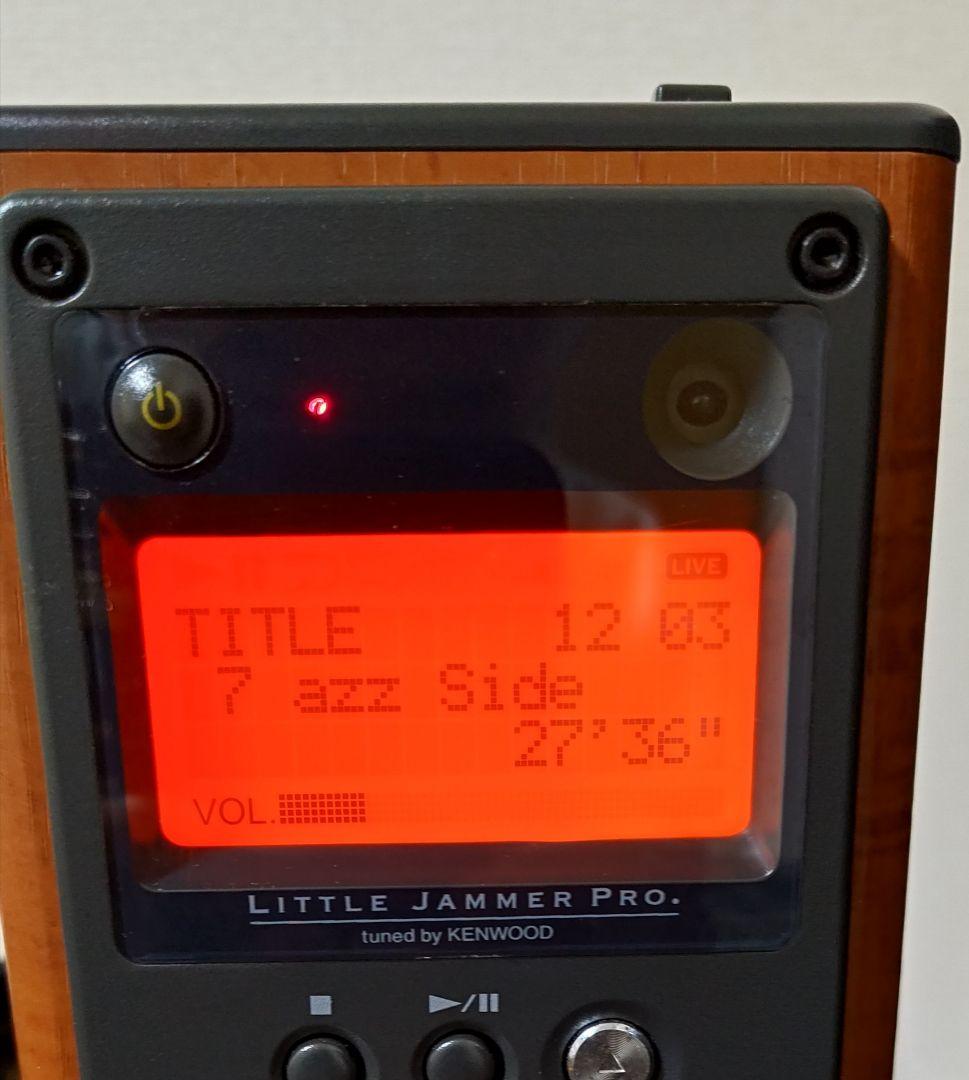 LIVE
TITLE 12 03
7 azz Side
27'36"
VOL.
LITTLE JAMMER PRO.
tuned by KENWOOD